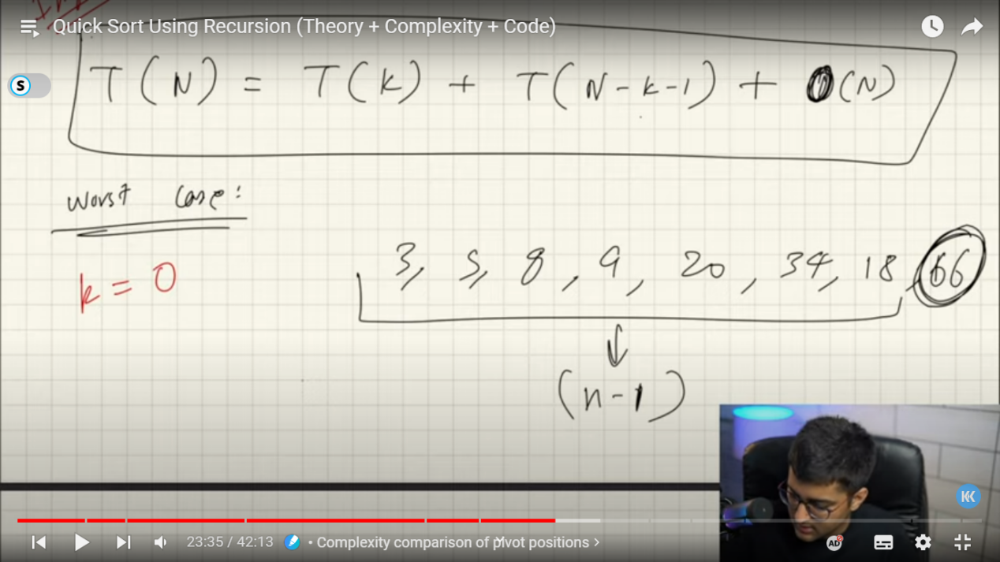 Quick Sort Using Recursion (Theory + Complexity + Code)
S
T(N) = T(k) + T(N-k-1) + O(N)
Worst Case:
k = 0
3, 5, 8, 9, 20, 34, 18, 66
(n-1)
K
23:35 / 42:13 • Complexity comparison of pivot positions >
AD